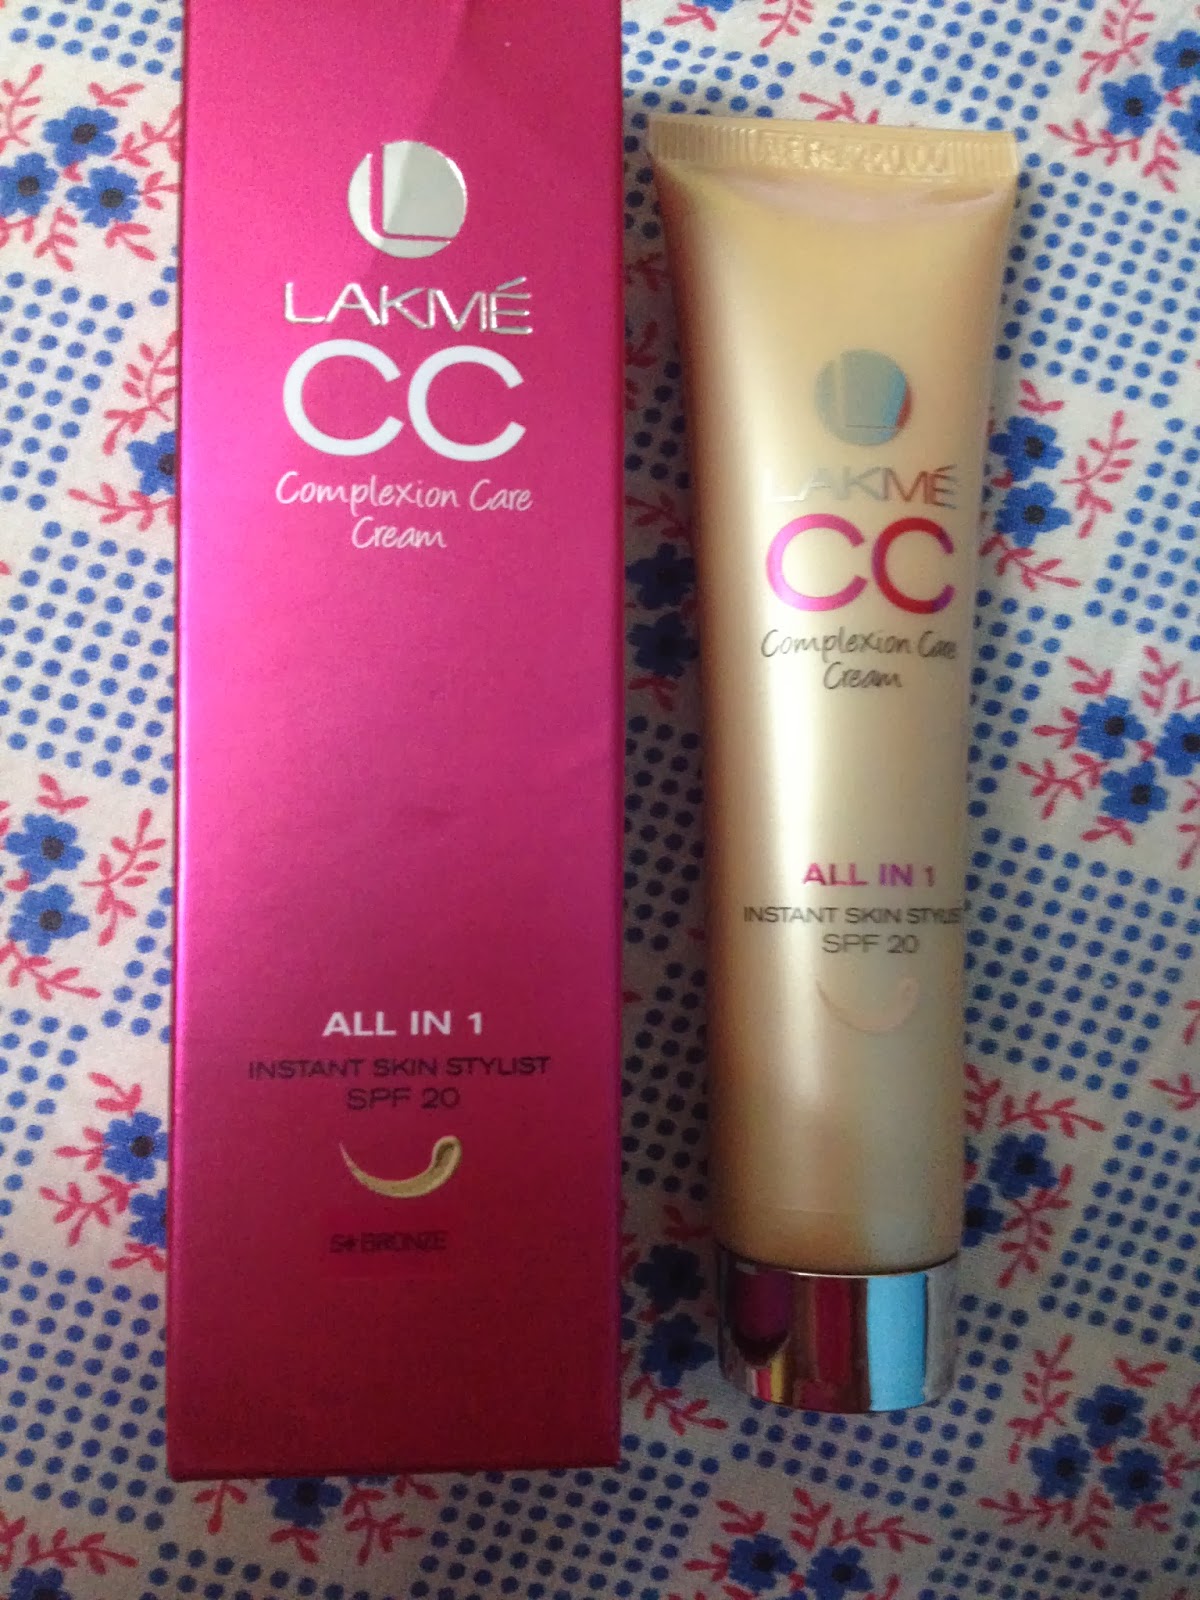 LAKMÉ
CC
Complexion Care
Cream
ALL IN 1
INSTANT SKIN STYLIST
SPF 20
BRONZE
LAKMÉ
CC
Complexion Care
Cream
ALL IN 1
INSTANT SKIN STYLIST
SPF 20